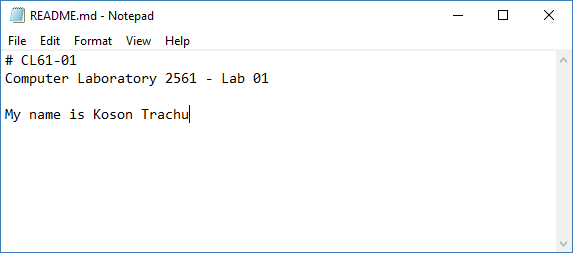 README.md - Notepad
File Edit Format View Help
# CL61-01
Computer Laboratory 2561 - Lab 01
My name is Koson Trachu